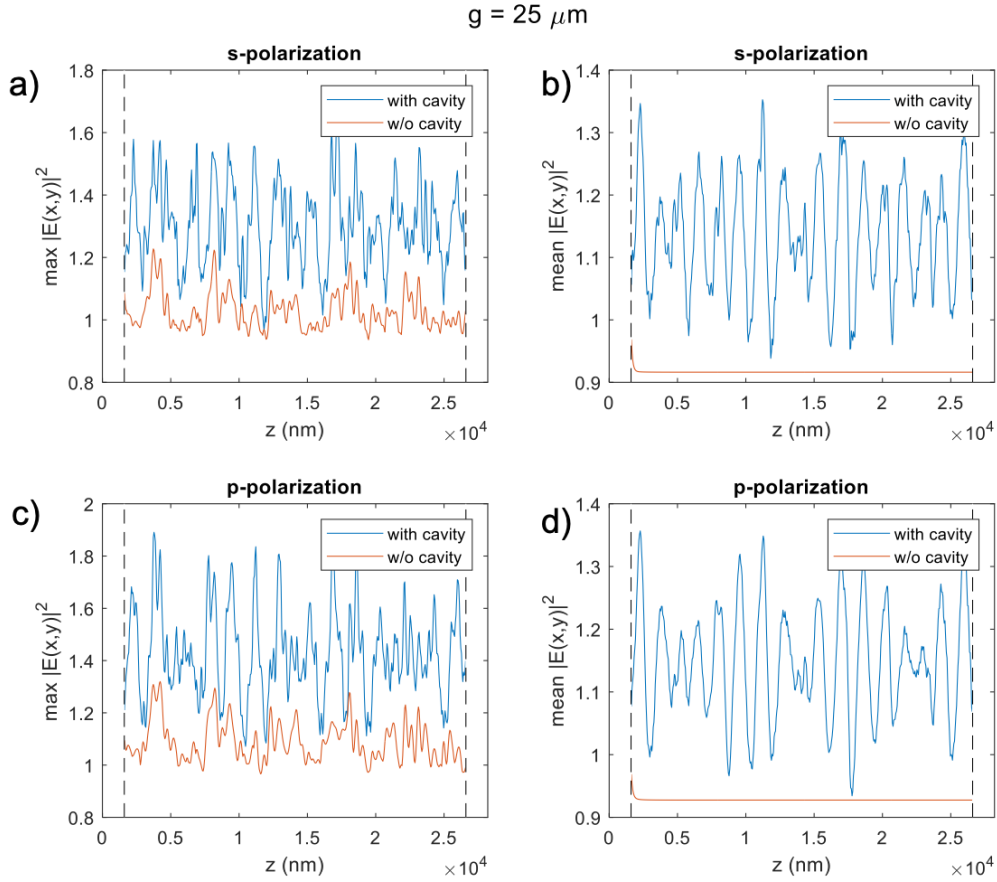 g = 25 μm
a)
s-polarization
1.8
1.6
1.4
1.2
1
0.8
max |E(x,y)|²
with cavity
w/o cavity
0 0.5 1 1.5 2 2.5
z (nm)
×10⁴
b)
s-polarization
1.4
1.3
1.2
1.1
1
0.9
mean |E(x,y)|²
with cavity
w/o cavity
0 0.5 1 1.5 2 2.5
z (nm)
×10⁴
c)
p-polarization
2
1.8
1.6
1.4
1.2
1
0.8
max |E(x,y)|²
with cavity
w/o cavity
0 0.5 1 1.5 2 2.5
z (nm)
×10⁴
d)
p-polarization
1.4
1.3
1.2
1.1
1
0.9
mean |E(x,y)|²
with cavity
w/o cavity
0 0.5 1 1.5 2 2.5
z (nm)
×10⁴